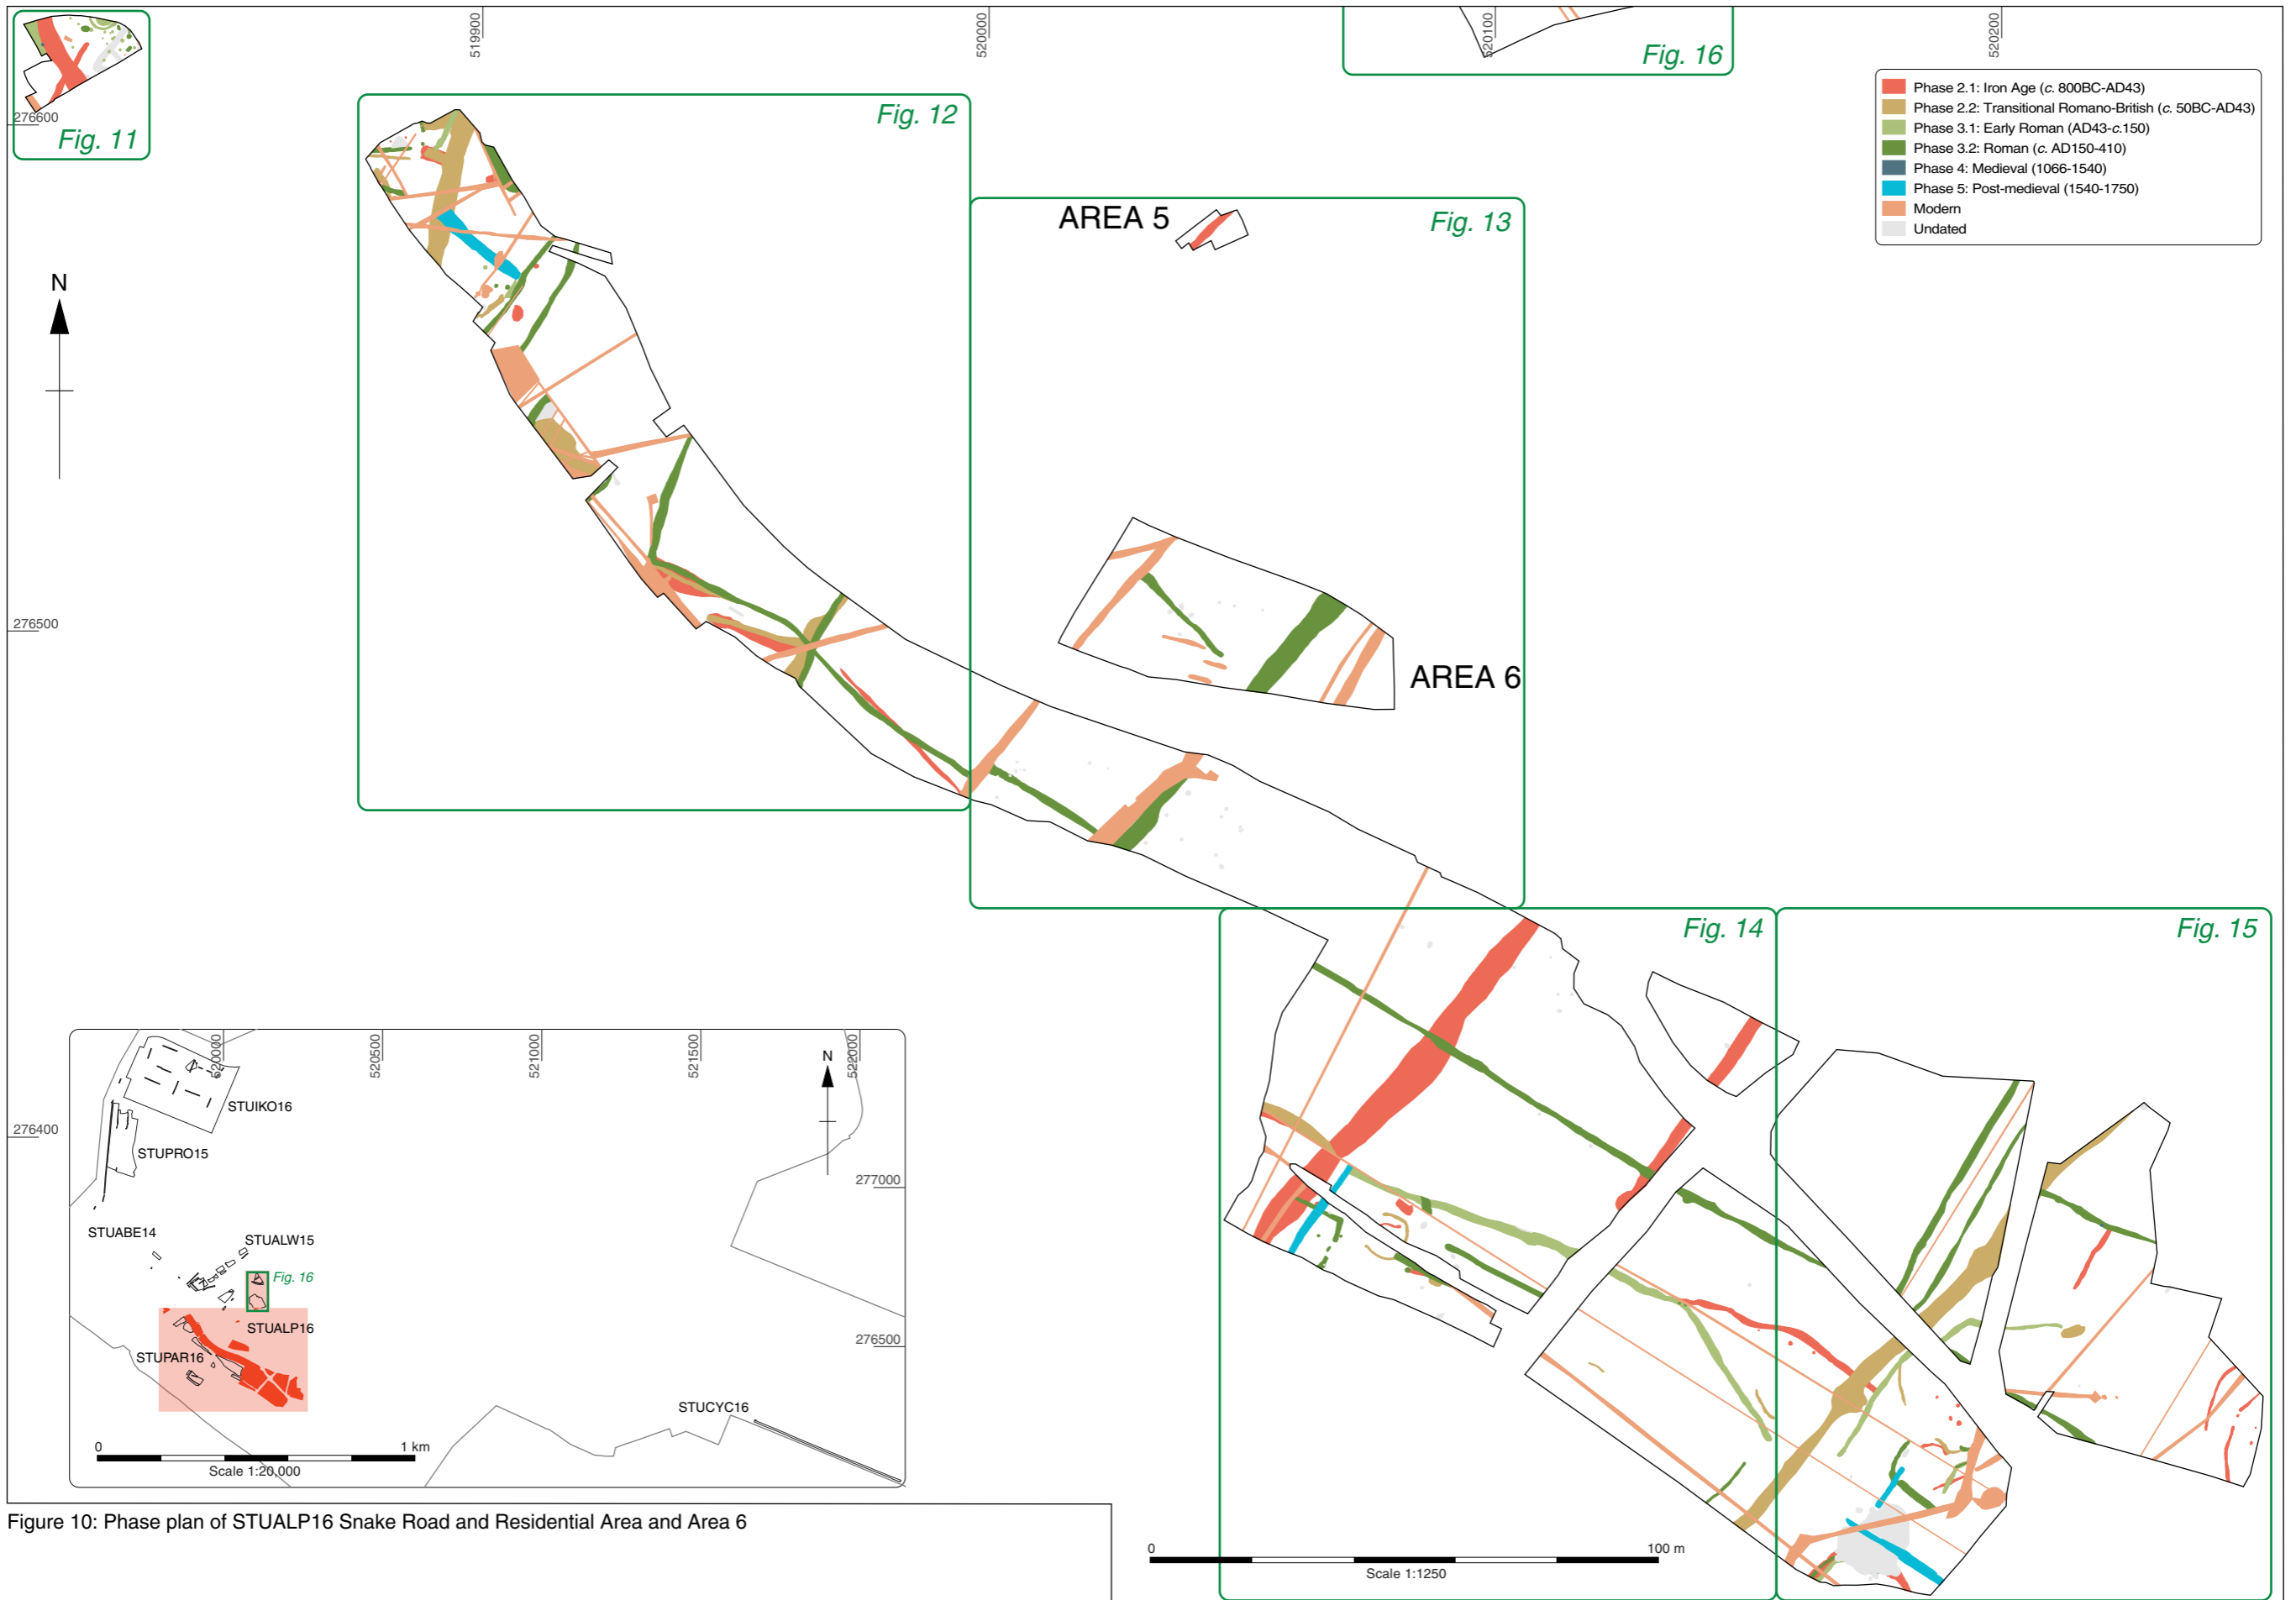 519900
520000
520100
520200
Fig. 16
Fig. 11
276600
Fig. 12
Phase 2.1: Iron Age (c. 800BC-AD43)
Phase 2.2: Transitional Romano-British (c. 50BC-AD43)
Phase 3.1: Early Roman (AD43-c.150)
Phase 3.2: Roman (c. AD150-410)
Phase 4: Medieval (1066-1540)
Phase 5: Post-medieval (1540-1750)
Modern
Undated
AREA 5
Fig. 13
N
276500
AREA 6
Fig. 14
Fig. 15
276400
520000
520500
521000
521500
522000
N
STUIKO16
STUPRO15
277000
STUABE14
STUALW15
Fig. 16
STUALP16
276500
STUPAR16
STUCYC16
0
1 km
Scale 1:20,000
Figure 10: Phase plan of STUALP16 Snake Road and Residential Area and Area 6
0
100 m
Scale 1:1250